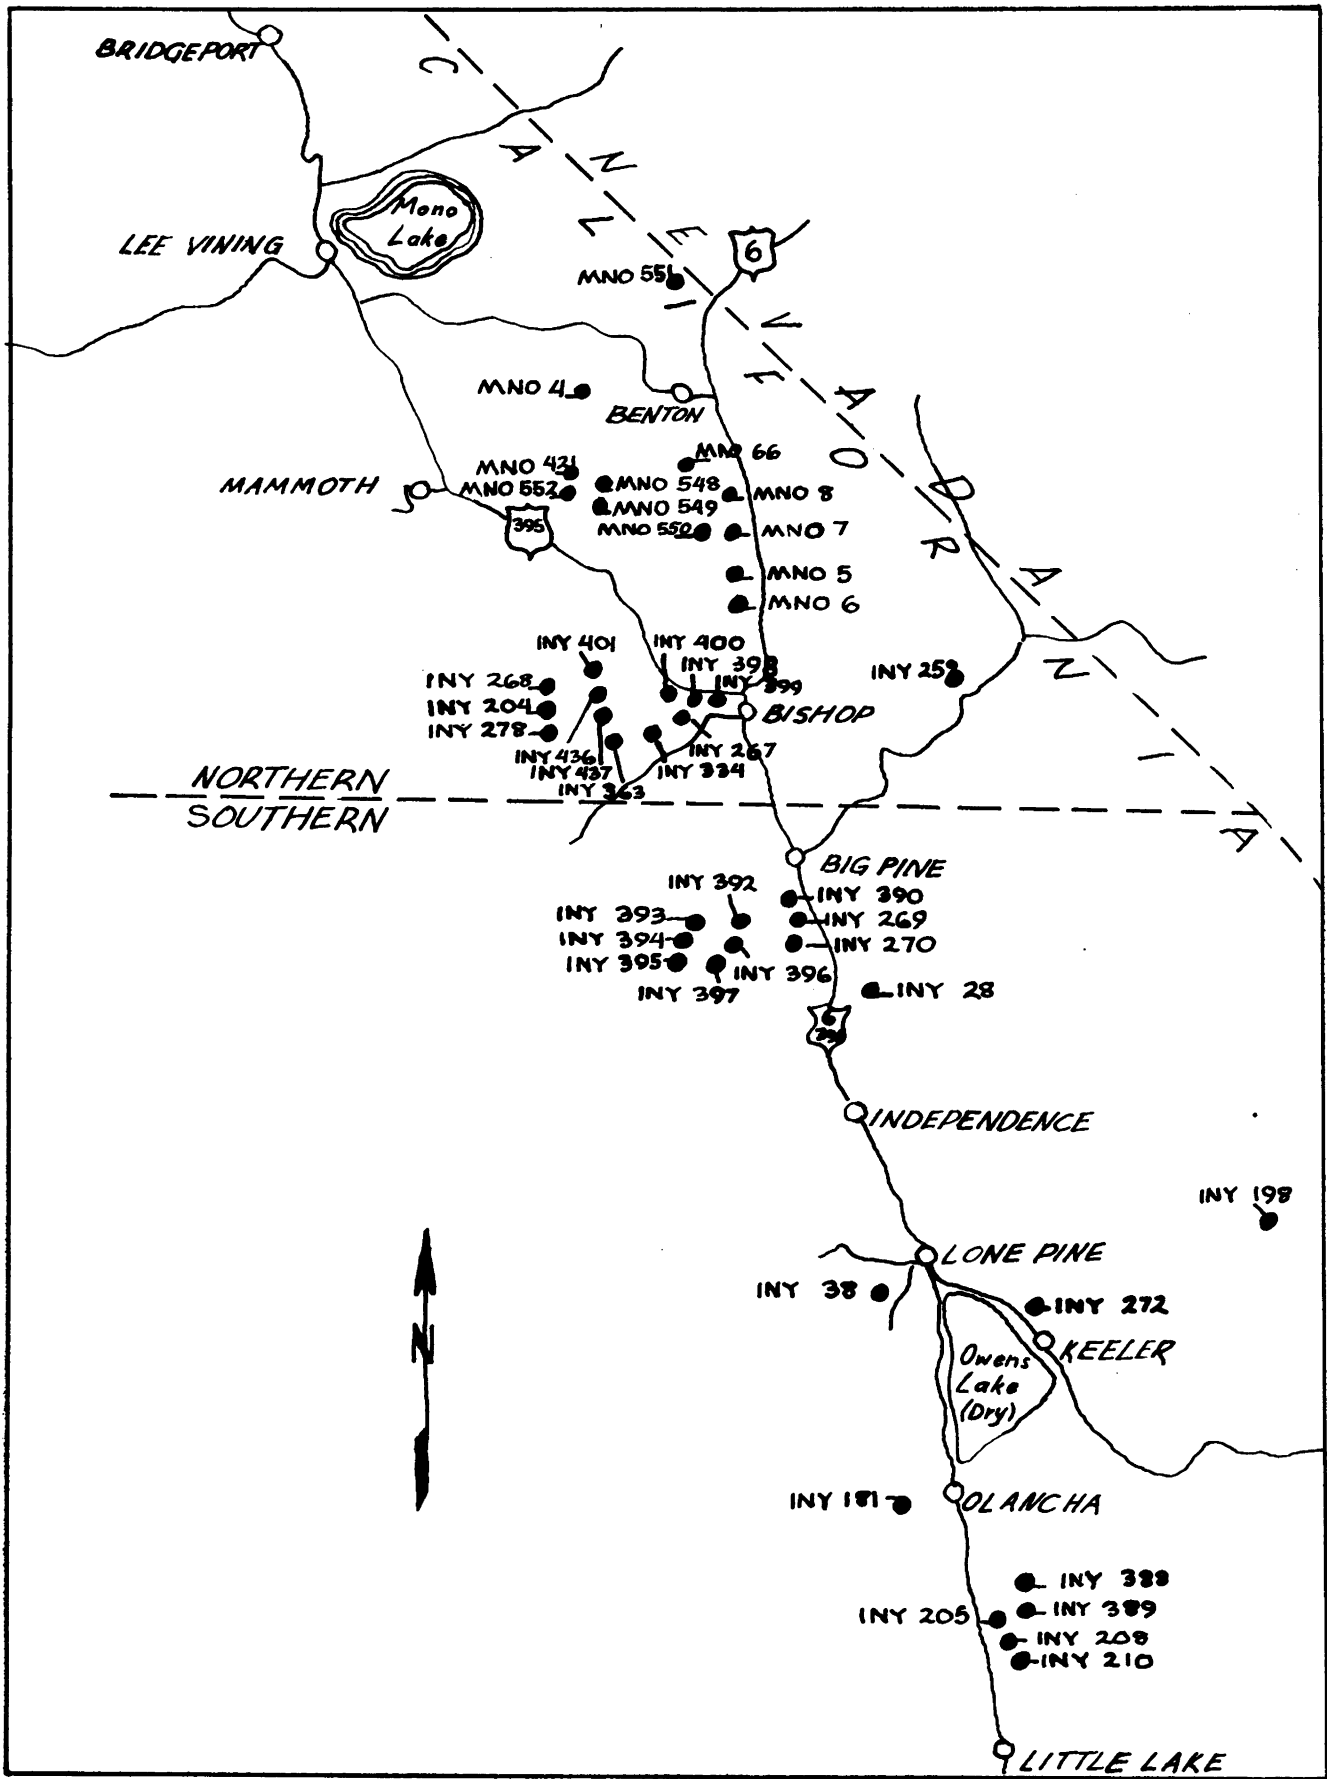 BRIDGEPORT
CALIFORNIA
NEVADA
Mono
Lake
LEE VINING
6
MNO 551
MNO 4
BENTON
MNO 66
MNO 421
MNO 548
MAMMOTH
MNO 552
MNO 8
MNO 549
395
MNO 550
MNO 7
MNO 5
MNO 6
INY 401
INY 400
INY 398
INY 399
INY 259
INY 268
INY 204
BISHOP
INY 278
INY 436
INY 267
INY 437
INY 334
INY 363
NORTHERN
SOUTHERN
BIG PINE
INY 392
INY 390
INY 393
INY 269
INY 394
INY 270
INY 395
INY 396
INY 397
INY 28
6
395
INDEPENDENCE
INY 198
LONE PINE
INY 38
INY 272
N
KEELER
Owens
Lake
(Dry)
INY 181
OLANCHA
INY 388
INY 389
INY 205
INY 208
INY 210
LITTLE LAKE